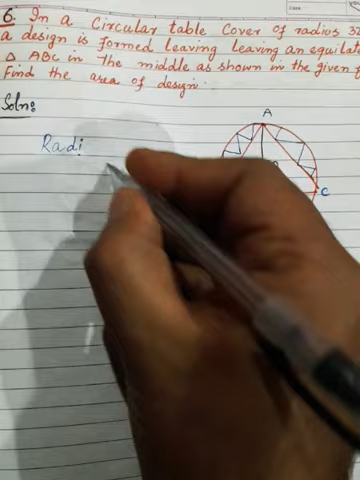 6. In a Circular table Cover of radius 32
a design is formed leaving leaving an equilat
Δ ABC in the middle as shown in the given
Find the area of design.
Soln:
A
Radi
C